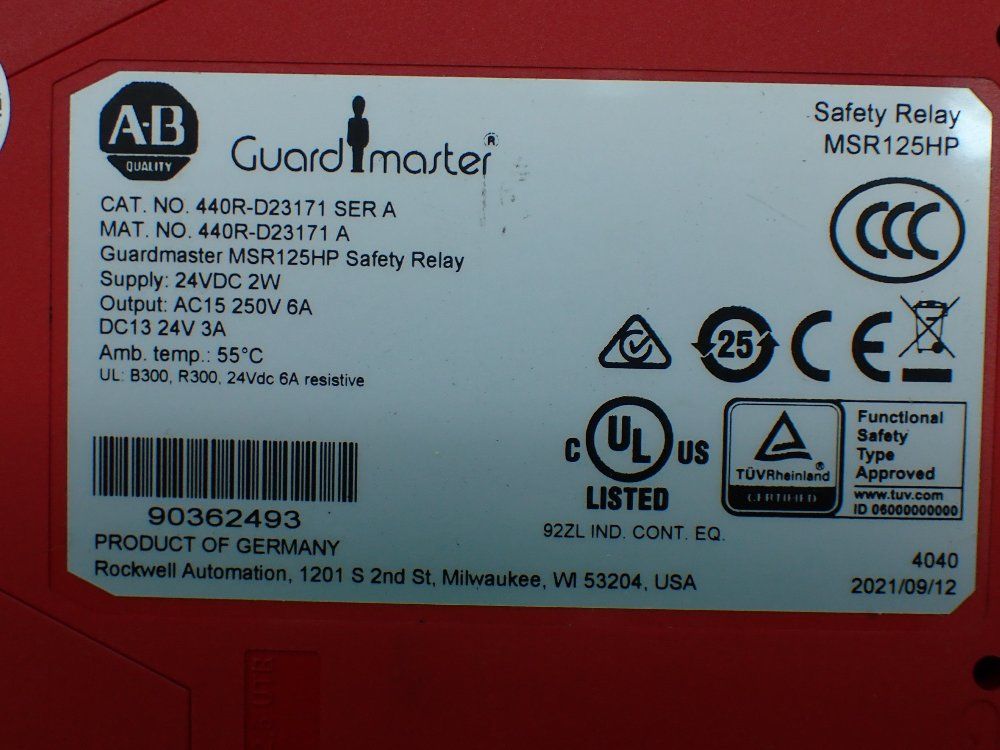 A-B
QUALITY
Guardmaster®
Safety Relay
MSR125HP
CAT. NO. 440R-D23171 SER A
MAT. NO. 440R-D23171 A
Guardmaster MSR125HP Safety Relay
Supply: 24VDC 2W
Output: AC15 250V 6A
DC13 24V 3A
Amb. temp.: 55°C
UL: B300, R300, 24Vdc 6A resistive
CCC
25
CE
C UL US
LISTED
92ZL IND. CONT. EQ.
TÜVRheinland®
CERTIFIED
Functional
Safety
Type
Approved
www.tuv.com
ID 06000000000
90362493
PRODUCT OF GERMANY
Rockwell Automation, 1201 S 2nd St, Milwaukee, WI 53204, USA
4040
2021/09/12